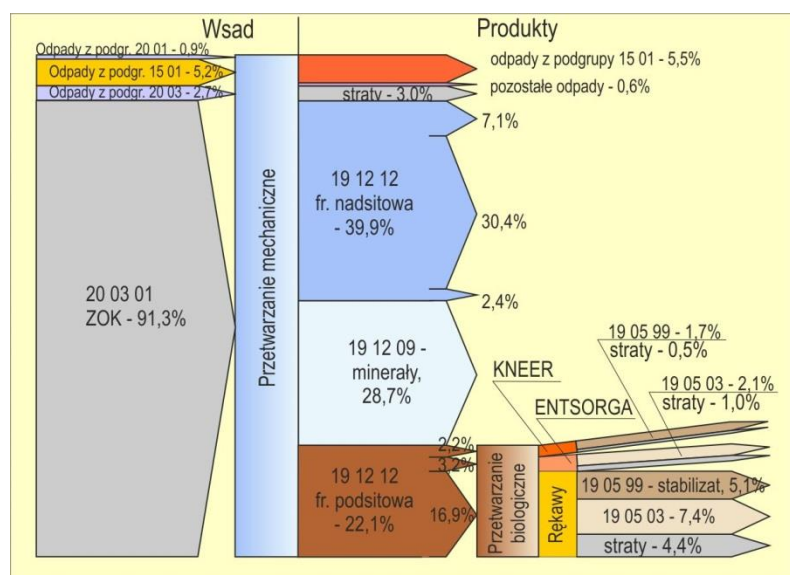 Wsad
Produkty
Odpady z podgr. 20 01 - 0,9%
Odpady z podgr. 15 01 - 5,2%
Odpady z podgr. 20 03 - 2,7%
20 03 01
ZOK - 91,3%
Przetwarzanie mechaniczne
odpady z podgrupy 15 01 - 5,5%
pozostałe odpady - 0,6%
straty - 3.0%
7,1%
19 12 12
fr. nadsitowa
- 39,9%
30,4%
2,4%
19 12 09 -
minerały,
28,7%
19 12 12
fr. podsitowa
- 22,1%
2,2%
3,2%
16,9%
Przetwarzanie
biologiczne
KNEER
ENTSORGA
Rękawy
19 05 99 - 1,7%
straty - 0,5%
19 05 03 - 2,1%
straty - 1,0%
19 05 99 - stabilizat, 5,1%
19 05 03 - 7,4%
straty - 4,4%